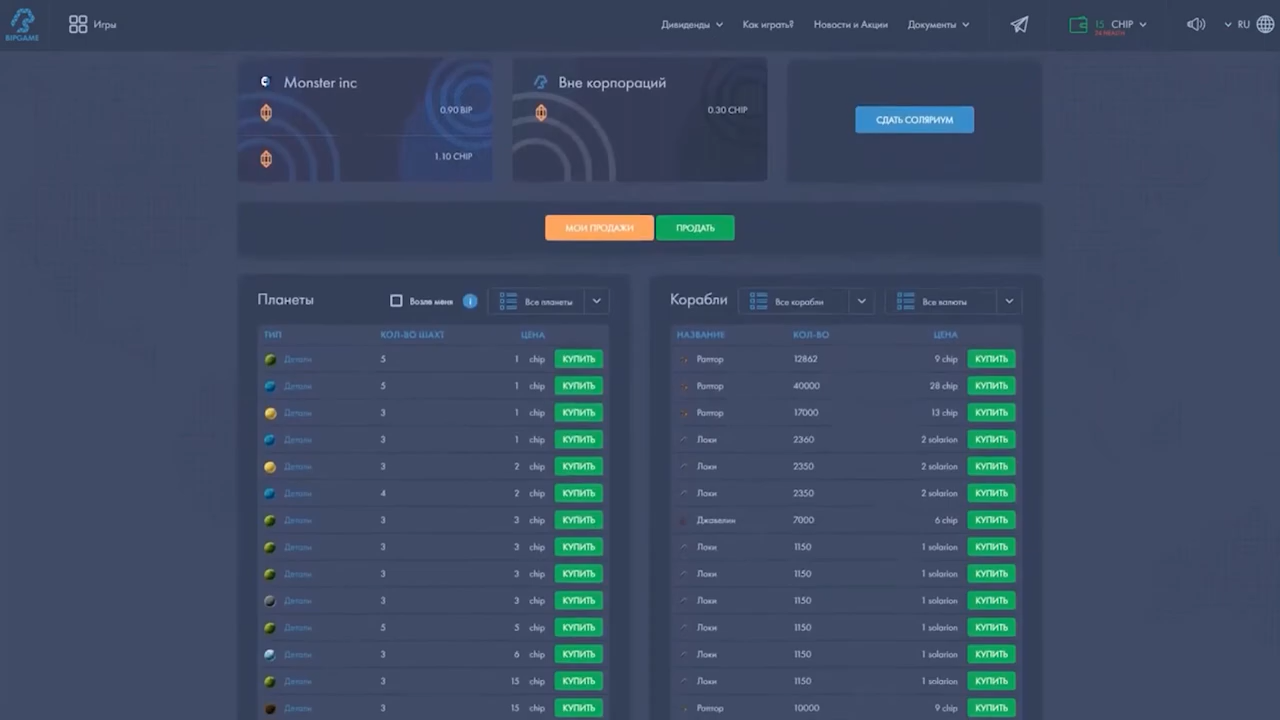 BIPGAME
Игры
Дивиденды
Как играть?
Новости и Акции
Документы
15 CHIP
RU
Monster inc
0.90 BIP
1.10 CHIP
Вне корпораций
0.30 CHIP
СДАТЬ СОЛЯРИУМ
МОИ ПРОДАЖИ
ПРОДАТЬ
Планеты
Возле меня
Все планеты
ТИП КОЛ-ВО ШАХТ ЦЕНА
Детали 5 1 chip КУПИТЬ
Детали 5 1 chip КУПИТЬ
Детали 3 1 chip КУПИТЬ
Детали 3 1 chip КУПИТЬ
Детали 3 2 chip КУПИТЬ
Детали 4 2 chip КУПИТЬ
Детали 3 3 chip КУПИТЬ
Детали 3 3 chip КУПИТЬ
Детали 3 3 chip КУПИТЬ
Детали 3 3 chip КУПИТЬ
Детали 5 5 chip КУПИТЬ
Детали 3 6 chip КУПИТЬ
Детали 3 15 chip КУПИТЬ
Детали 3 15 chip КУПИТЬ
Корабли
Все корабли
Все валюты
НАЗВАНИЕ КОЛ-ВО ЦЕНА
Раптор 12862 9 chip КУПИТЬ
Раптор 40000 28 chip КУПИТЬ
Раптор 17000 13 chip КУПИТЬ
Локи 2360 2 solarion КУПИТЬ
Локи 2350 2 solarion КУПИТЬ
Локи 2350 2 solarion КУПИТЬ
Джавелин 7000 6 chip КУПИТЬ
Локи 1150 1 solarion КУПИТЬ
Локи 1150 1 solarion КУПИТЬ
Локи 1150 1 solarion КУПИТЬ
Локи 1150 1 solarion КУПИТЬ
Локи 1150 1 solarion КУПИТЬ
Локи 1150 1 solarion КУПИТЬ
Раптор 10000 9 chip КУПИТЬ